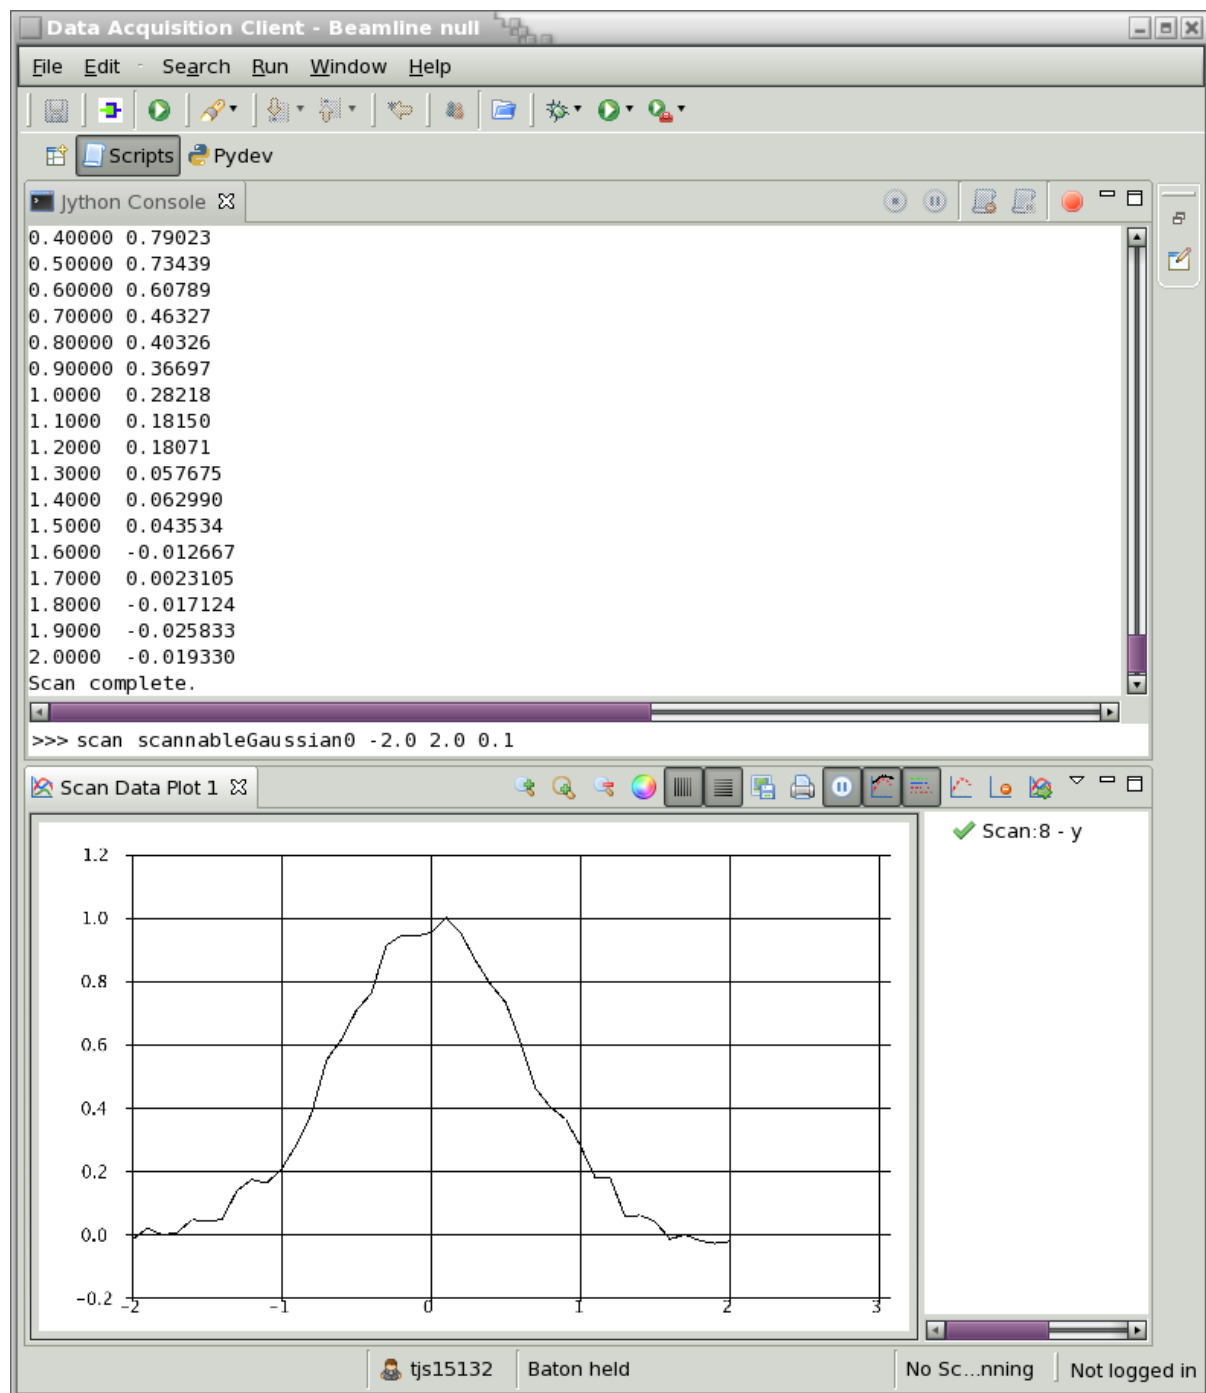 Data Acquisition Client - Beamline null
File Edit Search Run Window Help
Scripts Pydev
Jython Console
0.40000 0.79023
0.50000 0.73439
0.60000 0.60789
0.70000 0.46327
0.80000 0.40326
0.90000 0.36697
1.0000 0.28218
1.1000 0.18150
1.2000 0.18071
1.3000 0.057675
1.4000 0.062990
1.5000 0.043534
1.6000 -0.012667
1.7000 0.0023105
1.8000 -0.017124
1.9000 -0.025833
2.0000 -0.019330
Scan complete.
>>> scan scannableGaussian0 -2.0 2.0 0.1
Scan Data Plot 1
Scan:8 - y
1.2
1.0
0.8
0.6
0.4
0.2
0.0
-0.2
-2 -1 0 1 2 3
tjs15132 Baton held No Sc...nning Not logged in